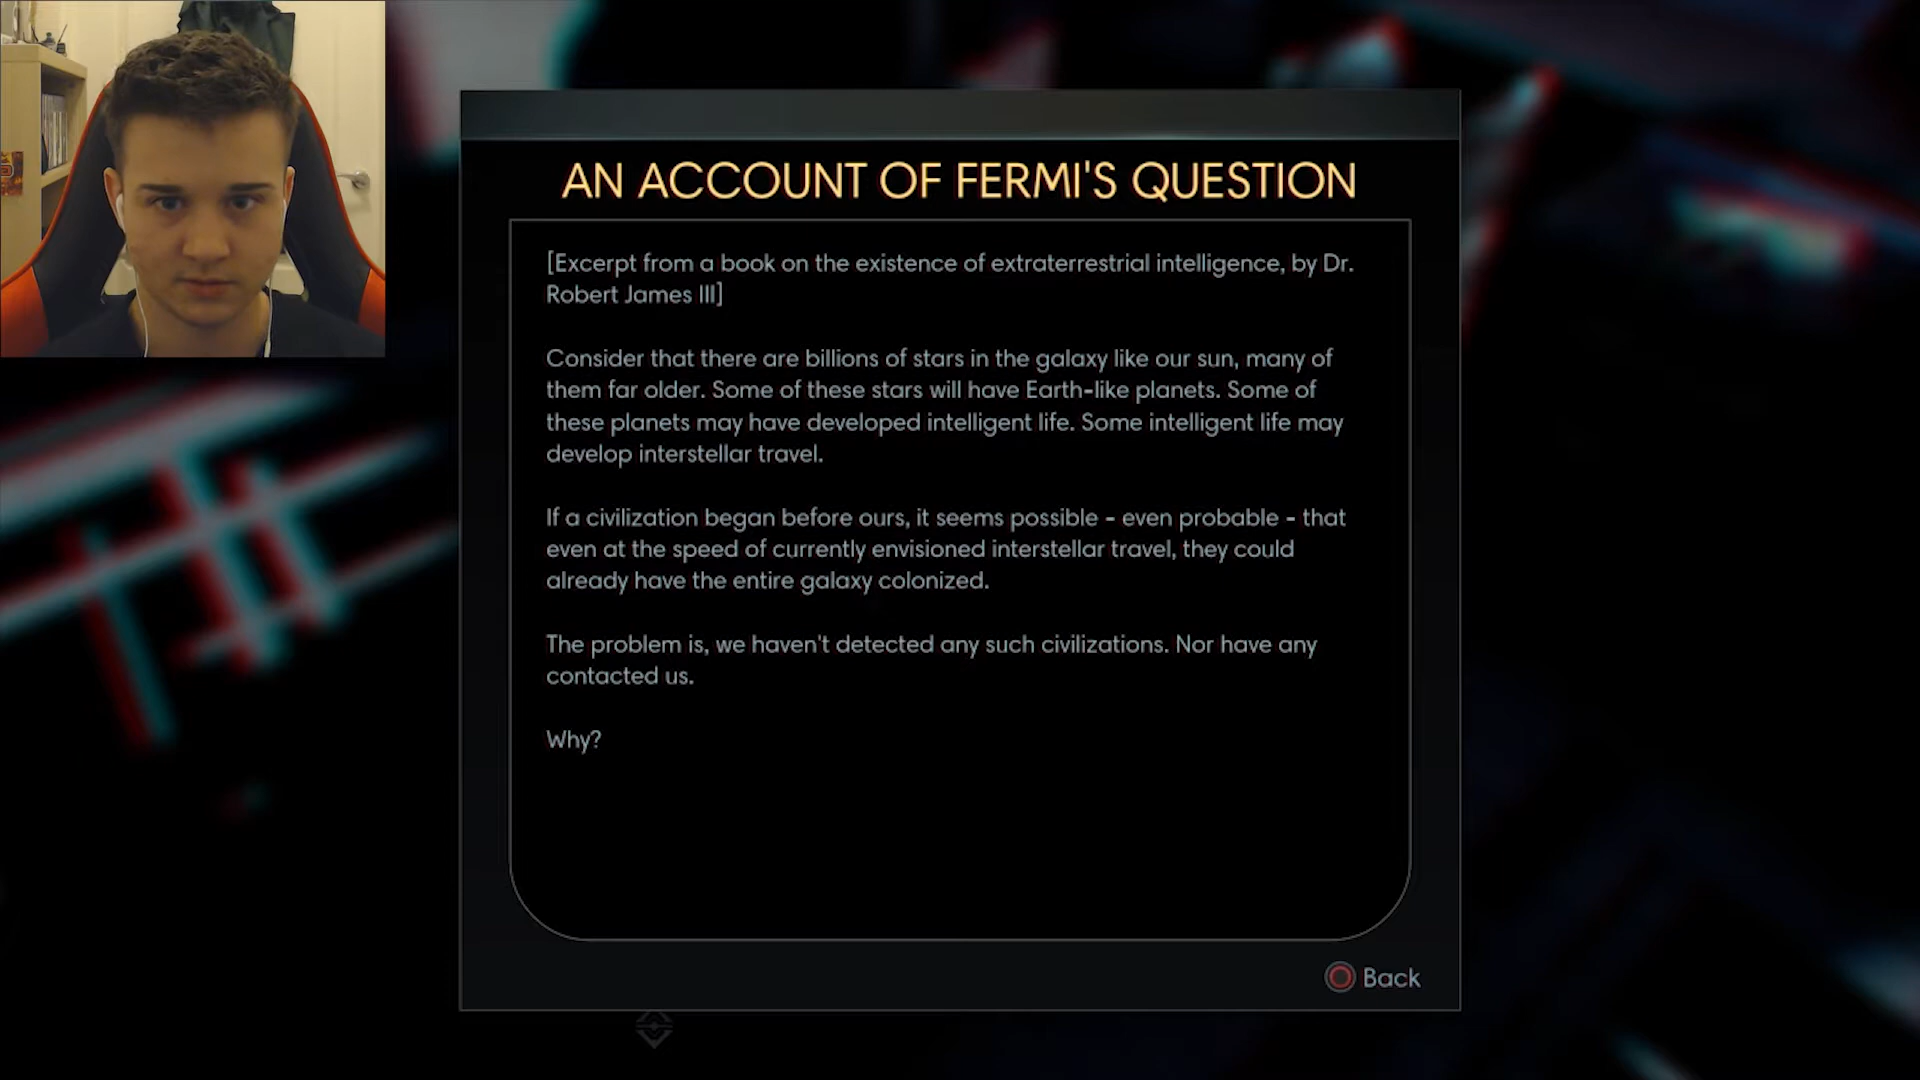 AN ACCOUNT OF FERMI'S QUESTION
[Excerpt from a book on the existence of extraterrestrial intelligence, by Dr.
Robert James III]
Consider that there are billions of stars in the galaxy like our sun, many of
them far older. Some of these stars will have Earth-like planets. Some of
these planets may have developed intelligent life. Some intelligent life may
develop interstellar travel.
If a civilization began before ours, it seems possible - even probable - that
even at the speed of currently envisioned interstellar travel, they could
already have the entire galaxy colonized.
The problem is, we haven't detected any such civilizations. Nor have any
contacted us.
Why?
Back